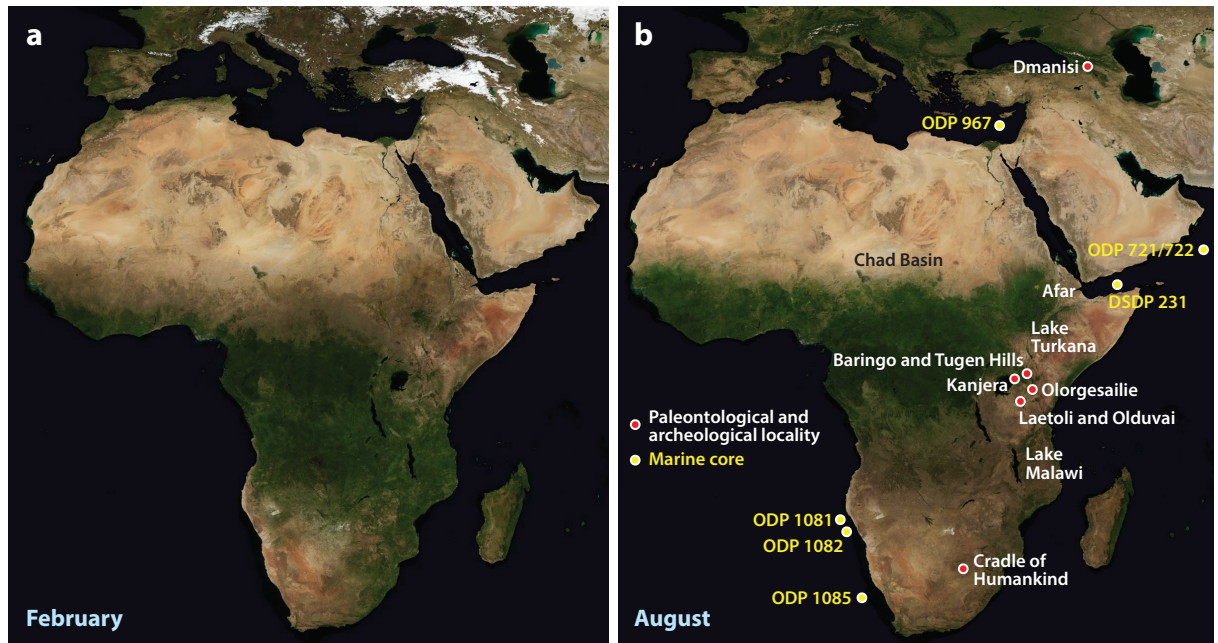 a
February
b
Dmanisi
ODP 967
ODP 721/722
Chad Basin
Afar
DSDP 231
Lake
Turkana
Baringo and Tugen Hills
Kanjera
Olorgesailie
Laetoli and Olduvai
Paleontological and
archeological locality
Marine core
Lake
Malawi
ODP 1081
ODP 1082
Cradle of
Humankind
ODP 1085
August